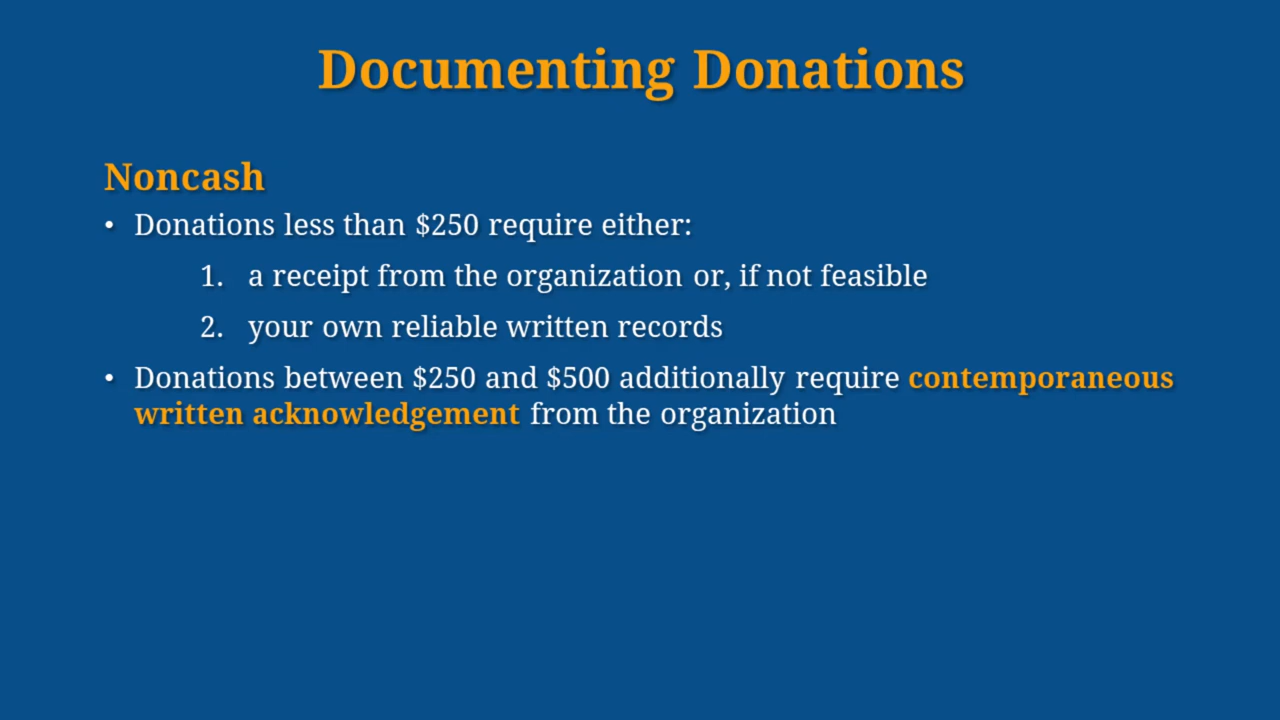 Documenting Donations
Noncash
• Donations less than $250 require either:
1. a receipt from the organization or, if not feasible
2. your own reliable written records
• Donations between $250 and $500 additionally require contemporaneous
written acknowledgement from the organization